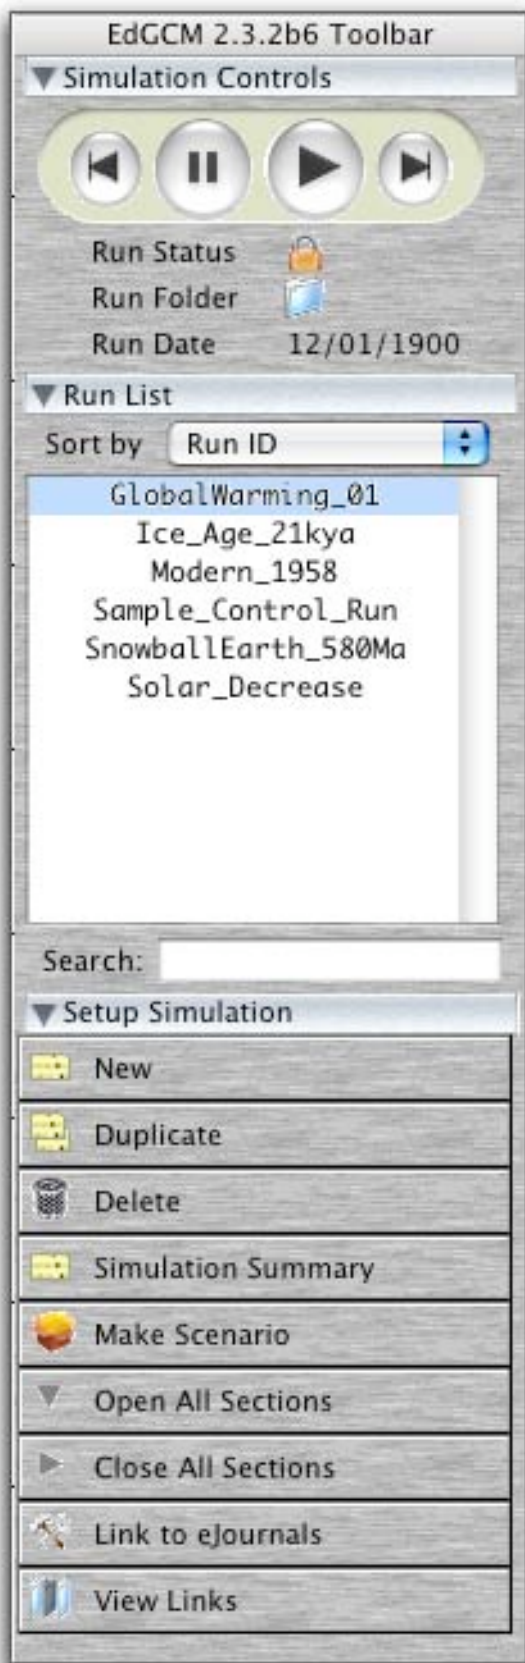 EdGCM 2.3.2b6 Toolbar
Simulation Controls
Run Status
Run Folder
Run Date 12/01/1900
Run List
Sort by Run ID
GlobalWarming_01
Ice_Age_21kya
Modern_1958
Sample_Control_Run
SnowballEarth_580Ma
Solar_Decrease
Search:
Setup Simulation
New
Duplicate
Delete
Simulation Summary
Make Scenario
Open All Sections
Close All Sections
Link to eJournals
View Links